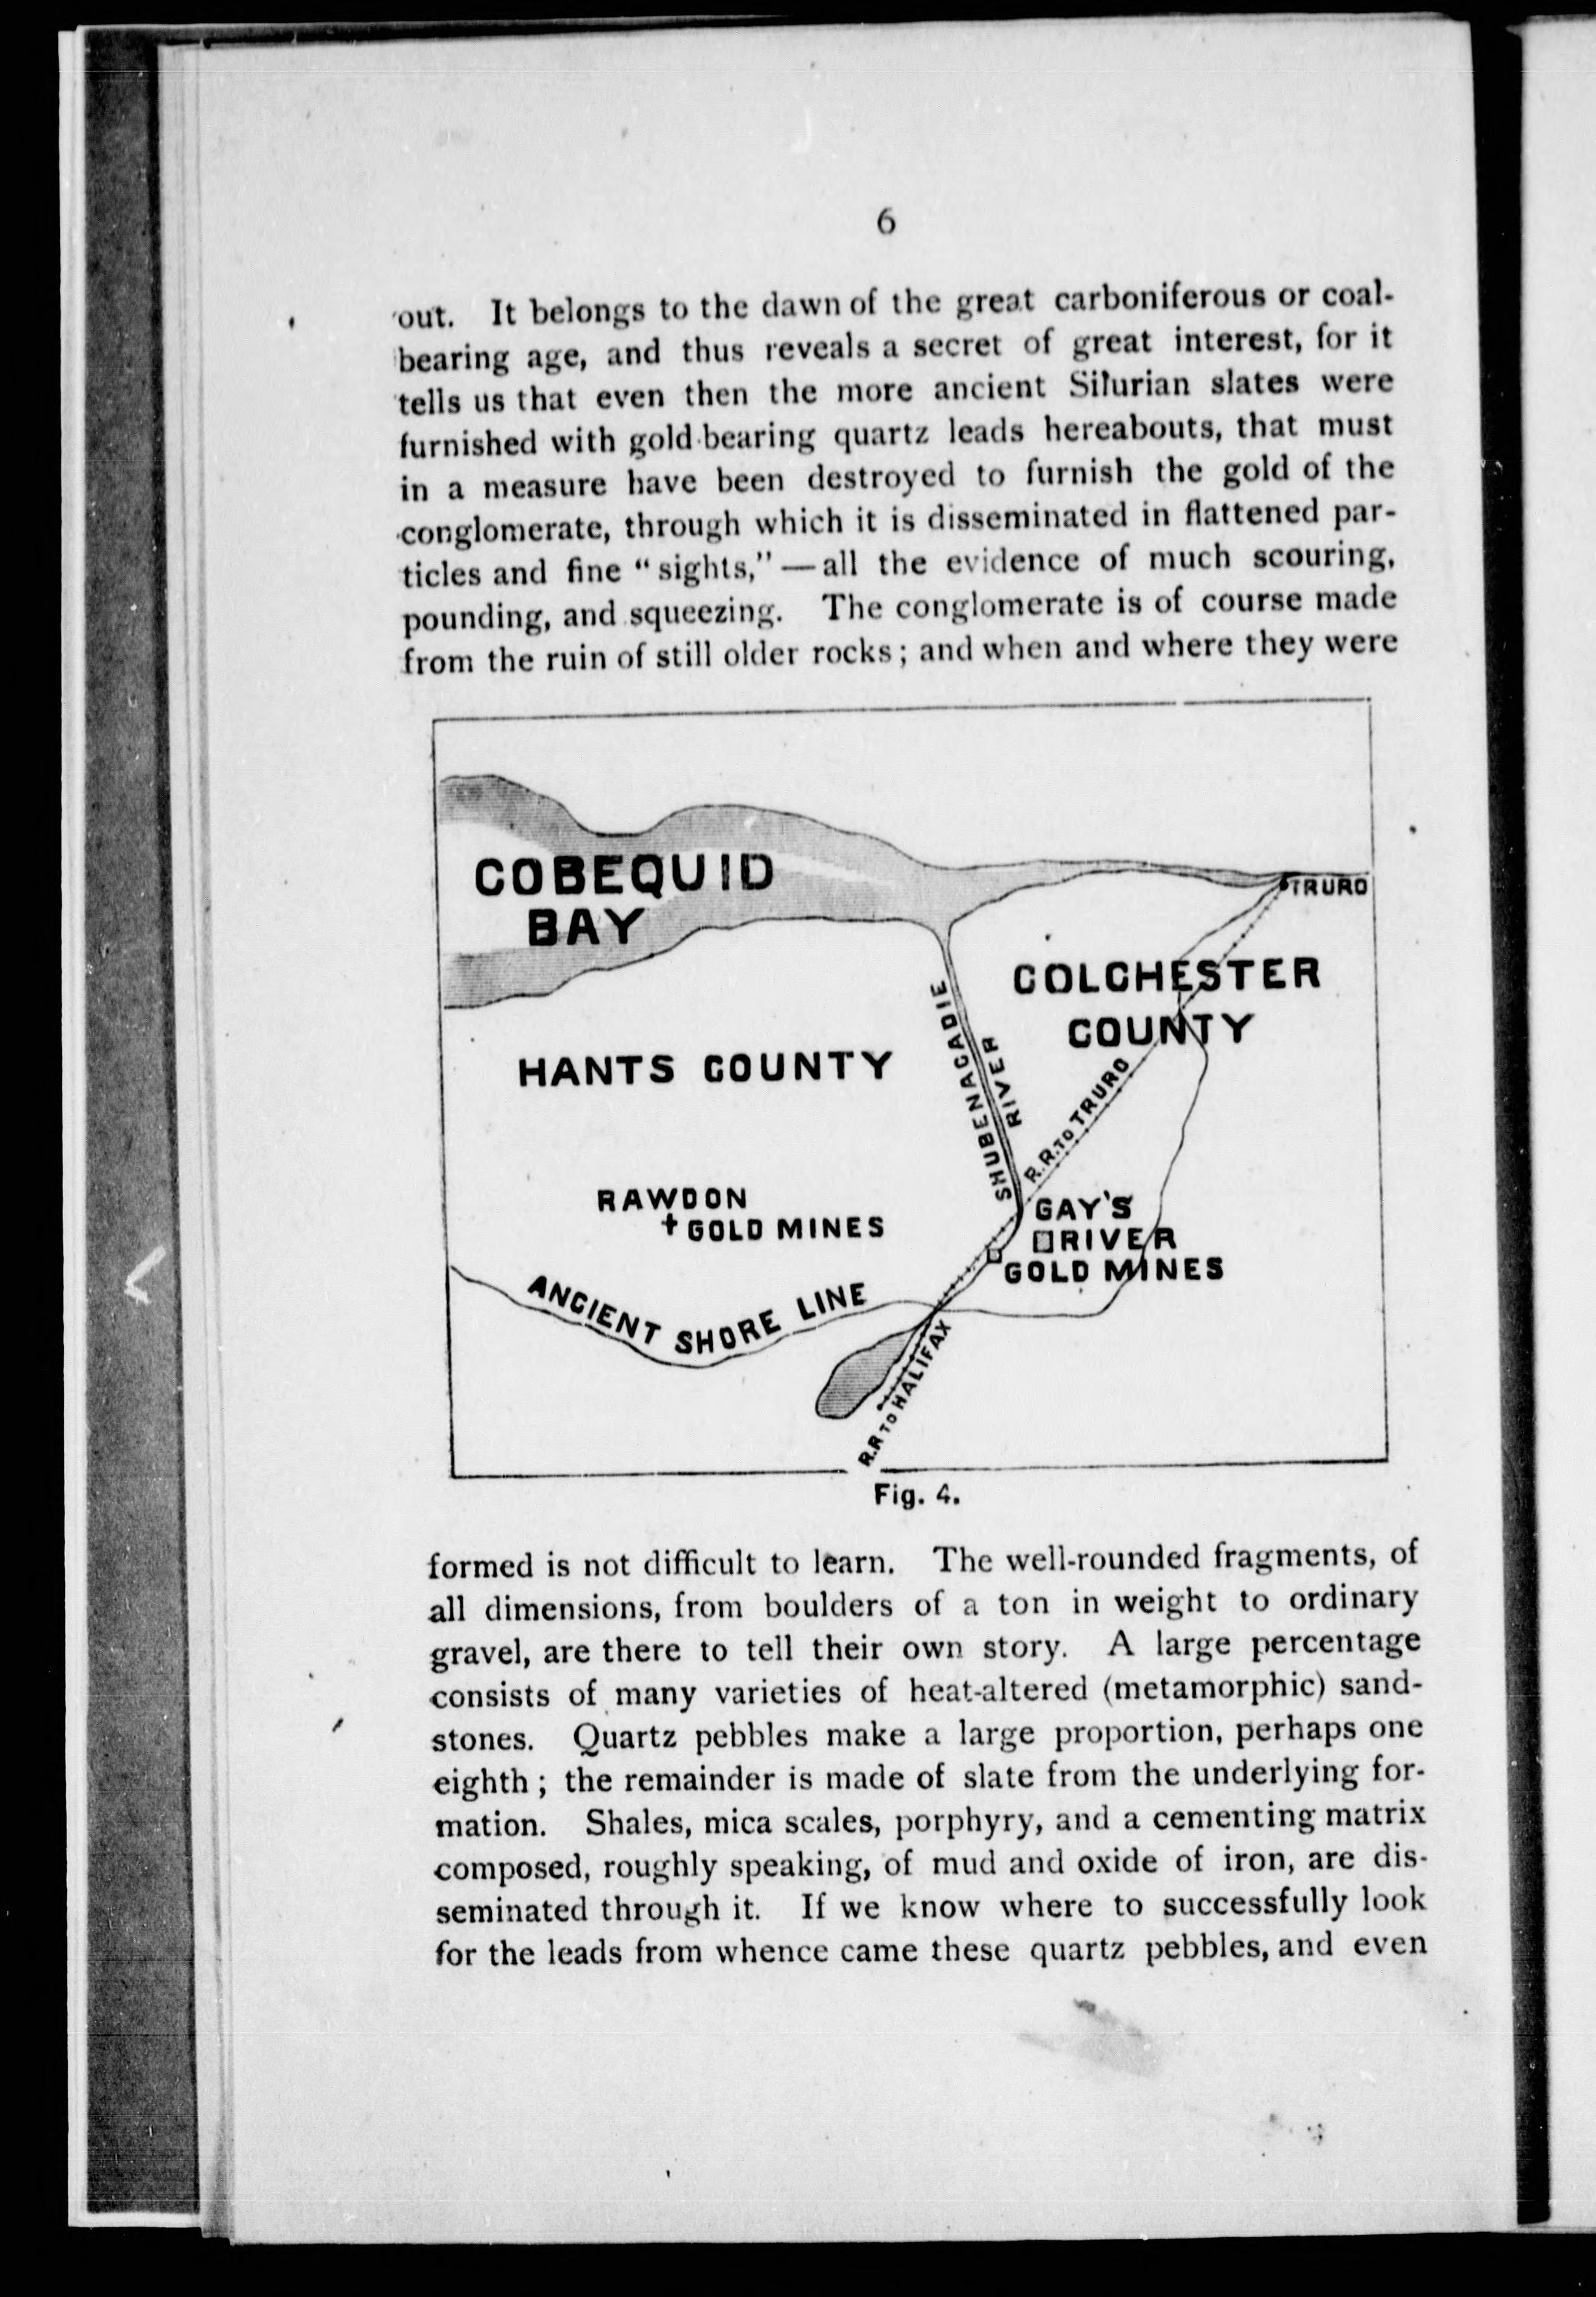 6
out. It belongs to the dawn of the great carboniferous or coal-
bearing age, and thus reveals a secret of great interest, for it
tells us that even then the more ancient Silurian slates were
furnished with gold-bearing quartz leads hereabouts, that must
in a measure have been destroyed to furnish the gold of the
conglomerate, through which it is disseminated in flattened par-
ticles and fine “sights,”—all the evidence of much scouring,
pounding, and squeezing. The conglomerate is of course made
from the ruin of still older rocks; and when and where they were
COBEQUID
BAY
TRURO
COLCHESTER
COUNTY
HANTS COUNTY
SHUBENACADIE
RIVER
R.R. TO TRURO
RAWDON
GOLD MINES
GAY'S
RIVER
GOLD MINES
ANCIENT SHORE LINE
R.R TO HALIFAX
Fig. 4.
formed is not difficult to learn. The well-rounded fragments, of
all dimensions, from boulders of a ton in weight to ordinary
gravel, are there to tell their own story. A large percentage
consists of many varieties of heat-altered (metamorphic) sand-
stones. Quartz pebbles make a large proportion, perhaps one
eighth; the remainder is made of slate from the underlying for-
mation. Shales, mica scales, porphyry, and a cementing matrix
composed, roughly speaking, of mud and oxide of iron, are dis-
seminated through it. If we know where to successfully look
for the leads from whence came these quartz pebbles, and even